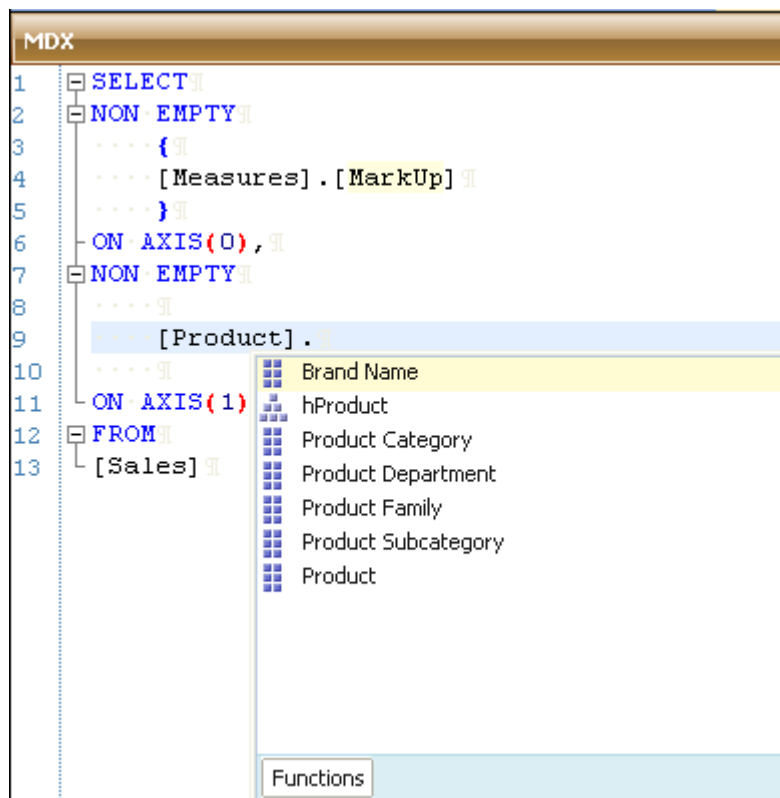 MDX
1 SELECT¶
2 NON EMPTY¶
3 {¶
4 [Measures].[MarkUp]¶
5 }¶
6 ON AXIS(0),¶
7 NON EMPTY¶
8 ¶
9 [Product].¶
10 ¶
Brand Name
11 ON AXIS(1)
hProduct
12 FROM¶
Product Category
13 [Sales]¶
Product Department
Product Family
Product Subcategory
Product
Functions